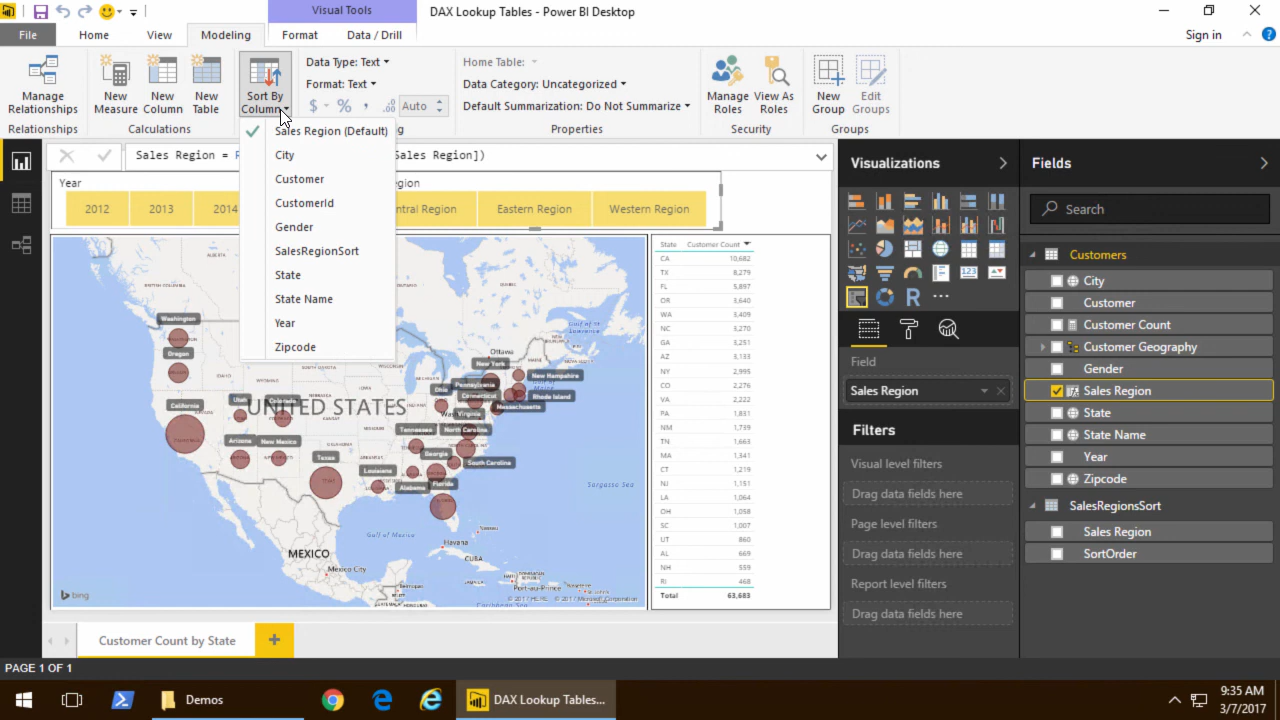 Visual Tools
DAX Lookup Tables - Power BI Desktop
File
Home
View
Modeling
Format
Data / Drill
Sign in
Manage
Relationships
New
Measure
New
Column
New
Table
Sort By
Column
Data Type: Text
Format: Text
$ % , .00 Auto
Home Table:
Data Category: Uncategorized
Default Summarization: Do Not Summarize
Manage
Roles
View As
Roles
New
Group
Edit
Groups
Relationships
Calculations
Properties
Security
Groups
Sales Region (Default)
City
Customer
CustomerId
Gender
SalesRegionSort
State
State Name
Year
Zipcode
Sales Region = R
Sales Region])
Year
2012
2013
2014
egion
ntral Region
Eastern Region
Western Region
Washington
Oregon
California
Utah
Colorado
Arizona
New Mexico
Texas
Louisiana
Alabama
Florida
Georgia
Tennessee
North Carolina
South Carolina
Virginia
Ohio
Pennsylvania
Connecticut
Massachusetts
Rhode Island
New York
New Hampshire
UNITED STATES
Ottawa
MEXICO
Mexico City
Gulf of Mexico
Havana
CUBA
Port-au-Prince
Sargasso Sea
bing
State Customer Count
CA 10,682
TX 8,279
FL 5,897
OR 3,640
WA 3,409
NC 3,270
GA 3,251
AZ 3,133
NY 2,995
CO 2,276
VA 2,222
PA 1,831
NM 1,739
TN 1,663
MA 1,341
CT 1,219
NJ 1,151
LA 1,064
OH 1,058
SC 1,007
UT 860
AL 669
NH 559
RI 468
Total 63,683
Customer Count by State
PAGE 1 OF 1
Visualizations
R
Field
Sales Region
Filters
Visual level filters
Drag data fields here
Page level filters
Drag data fields here
Report level filters
Drag data fields here
Fields
Search
Customers
City
Customer
Customer Count
Customer Geography
Gender
Sales Region
State
State Name
Year
Zipcode
SalesRegionsSort
Sales Region
SortOrder
Demos
DAX Lookup Tables...
9:35 AM
3/7/2017